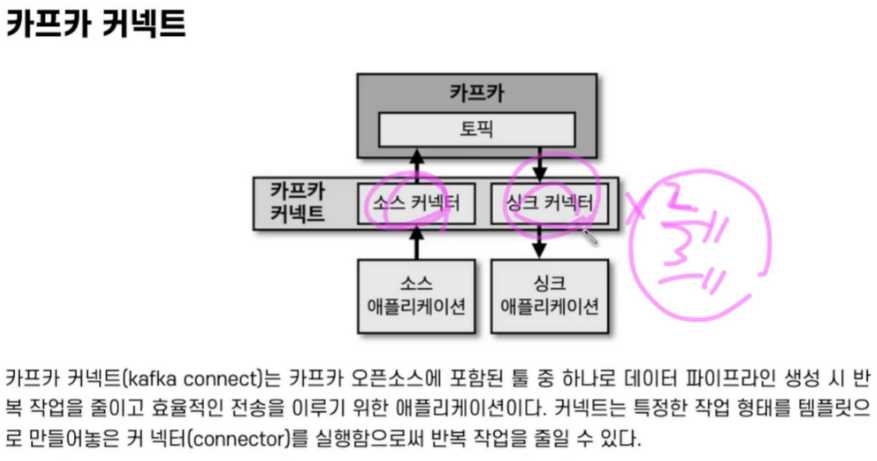 카프카 커넥트
카프카
토픽
카프카
커넥트
소스 커넥터
싱크 커넥터
소스
애플리케이션
싱크
애플리케이션
카프카 커넥트(kafka connect)는 카프카 오픈소스에 포함된 툴 중 하나로 데이터 파이프라인 생성 시 반
복 작업을 줄이고 효율적인 전송을 이루기 위한 애플리케이션이다. 커넥트는 특정한 작업 형태를 템플릿으
로 만들어놓은 커 넥터(connector)를 실행함으로써 반복 작업을 줄일 수 있다.